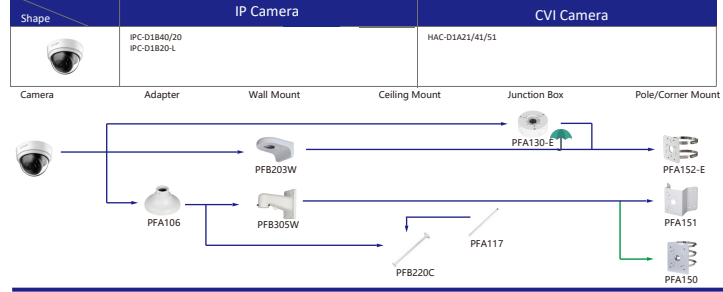 Shape
IP Camera
CVI Camera
IPC-D1B40/20
IPC-D1B20-L
HAC-D1A21/41/51
Camera
Adapter
Wall Mount
Ceiling Mount
Junction Box
Pole/Corner Mount
PFA130-E
PFB203W
PFA152-E
PFA106
PFB305W
PFA117
PFA151
PFB220C
PFA150